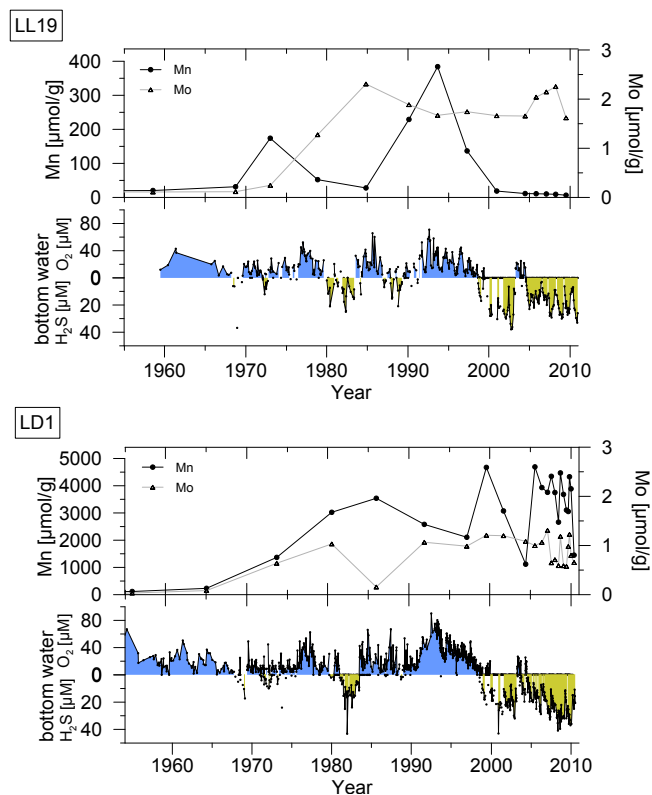 LL19
Mn
Mo
Mn [µmol/g]
400
300
200
100
0
Mo [µmol/g]
3
2
1
0
bottom water
H₂S [µM] O₂ [µM]
80
40
0
20
40
1960 1970 1980 1990 2000 2010
Year
LD1
Mn
Mo
Mn [µmol/g]
5000
4000
3000
2000
1000
0
Mo [µmol/g]
3
2
1
0
bottom water
H₂S [µM] O₂ [µM]
80
40
0
20
40
1960 1970 1980 1990 2000 2010
Year